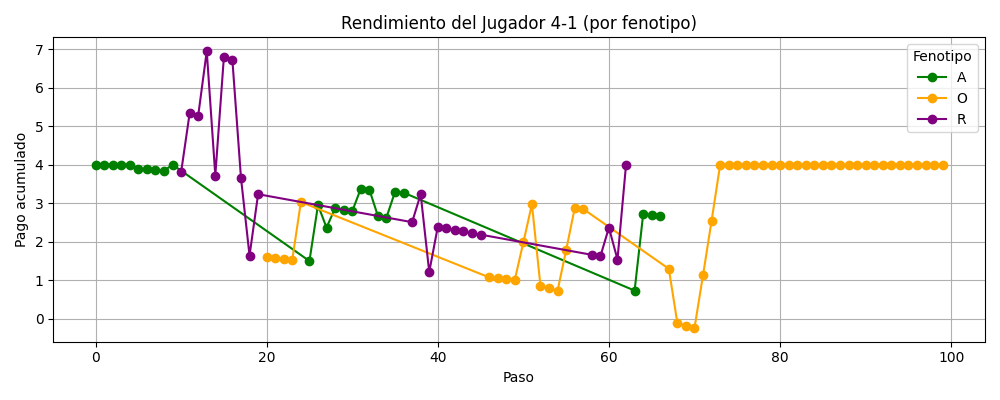 Rendimiento del Jugador 4-1 (por fenotipo)
Pago acumulado
7
6
5
4
3
2
1
0
Fenotipo
A
O
R
0 20 40 60 80 100
Paso